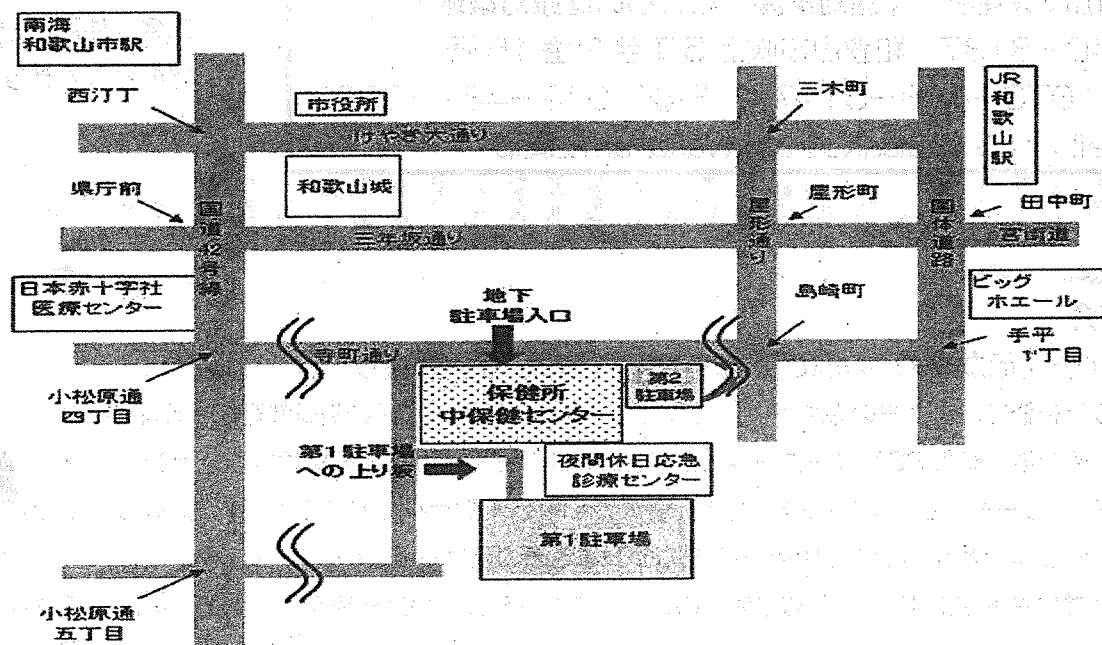 南海
和歌山市駅
西汀丁
市役所
けやき大通り
三木町
JR
和
歌
山
駅
県庁前
和歌山城
屋形町
田中町
国道42号線
三年坂通り
屋形通り
国体道路
宮街道
日本赤十字社
医療センター
地下
駐車場入口
島崎町
ビッグ
ホエール
寺町通り
手平
1丁目
小松原通
四丁目
保健所
中保健センター
第2
駐車場
第1駐車場
への上り坂
夜間休日応急
診療センター
第1駐車場
小松原通
五丁目